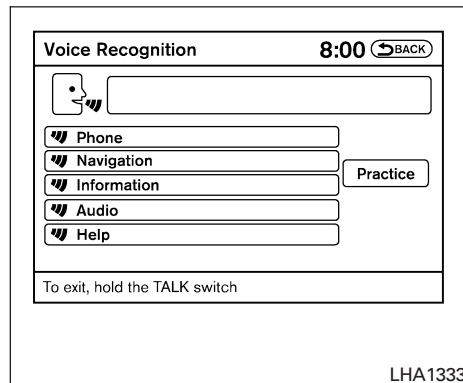 Voice Recognition 8:00 BACK
Phone
Navigation
Information
Practice
Audio
Help
To exit, hold the TALK switch
LHA1333